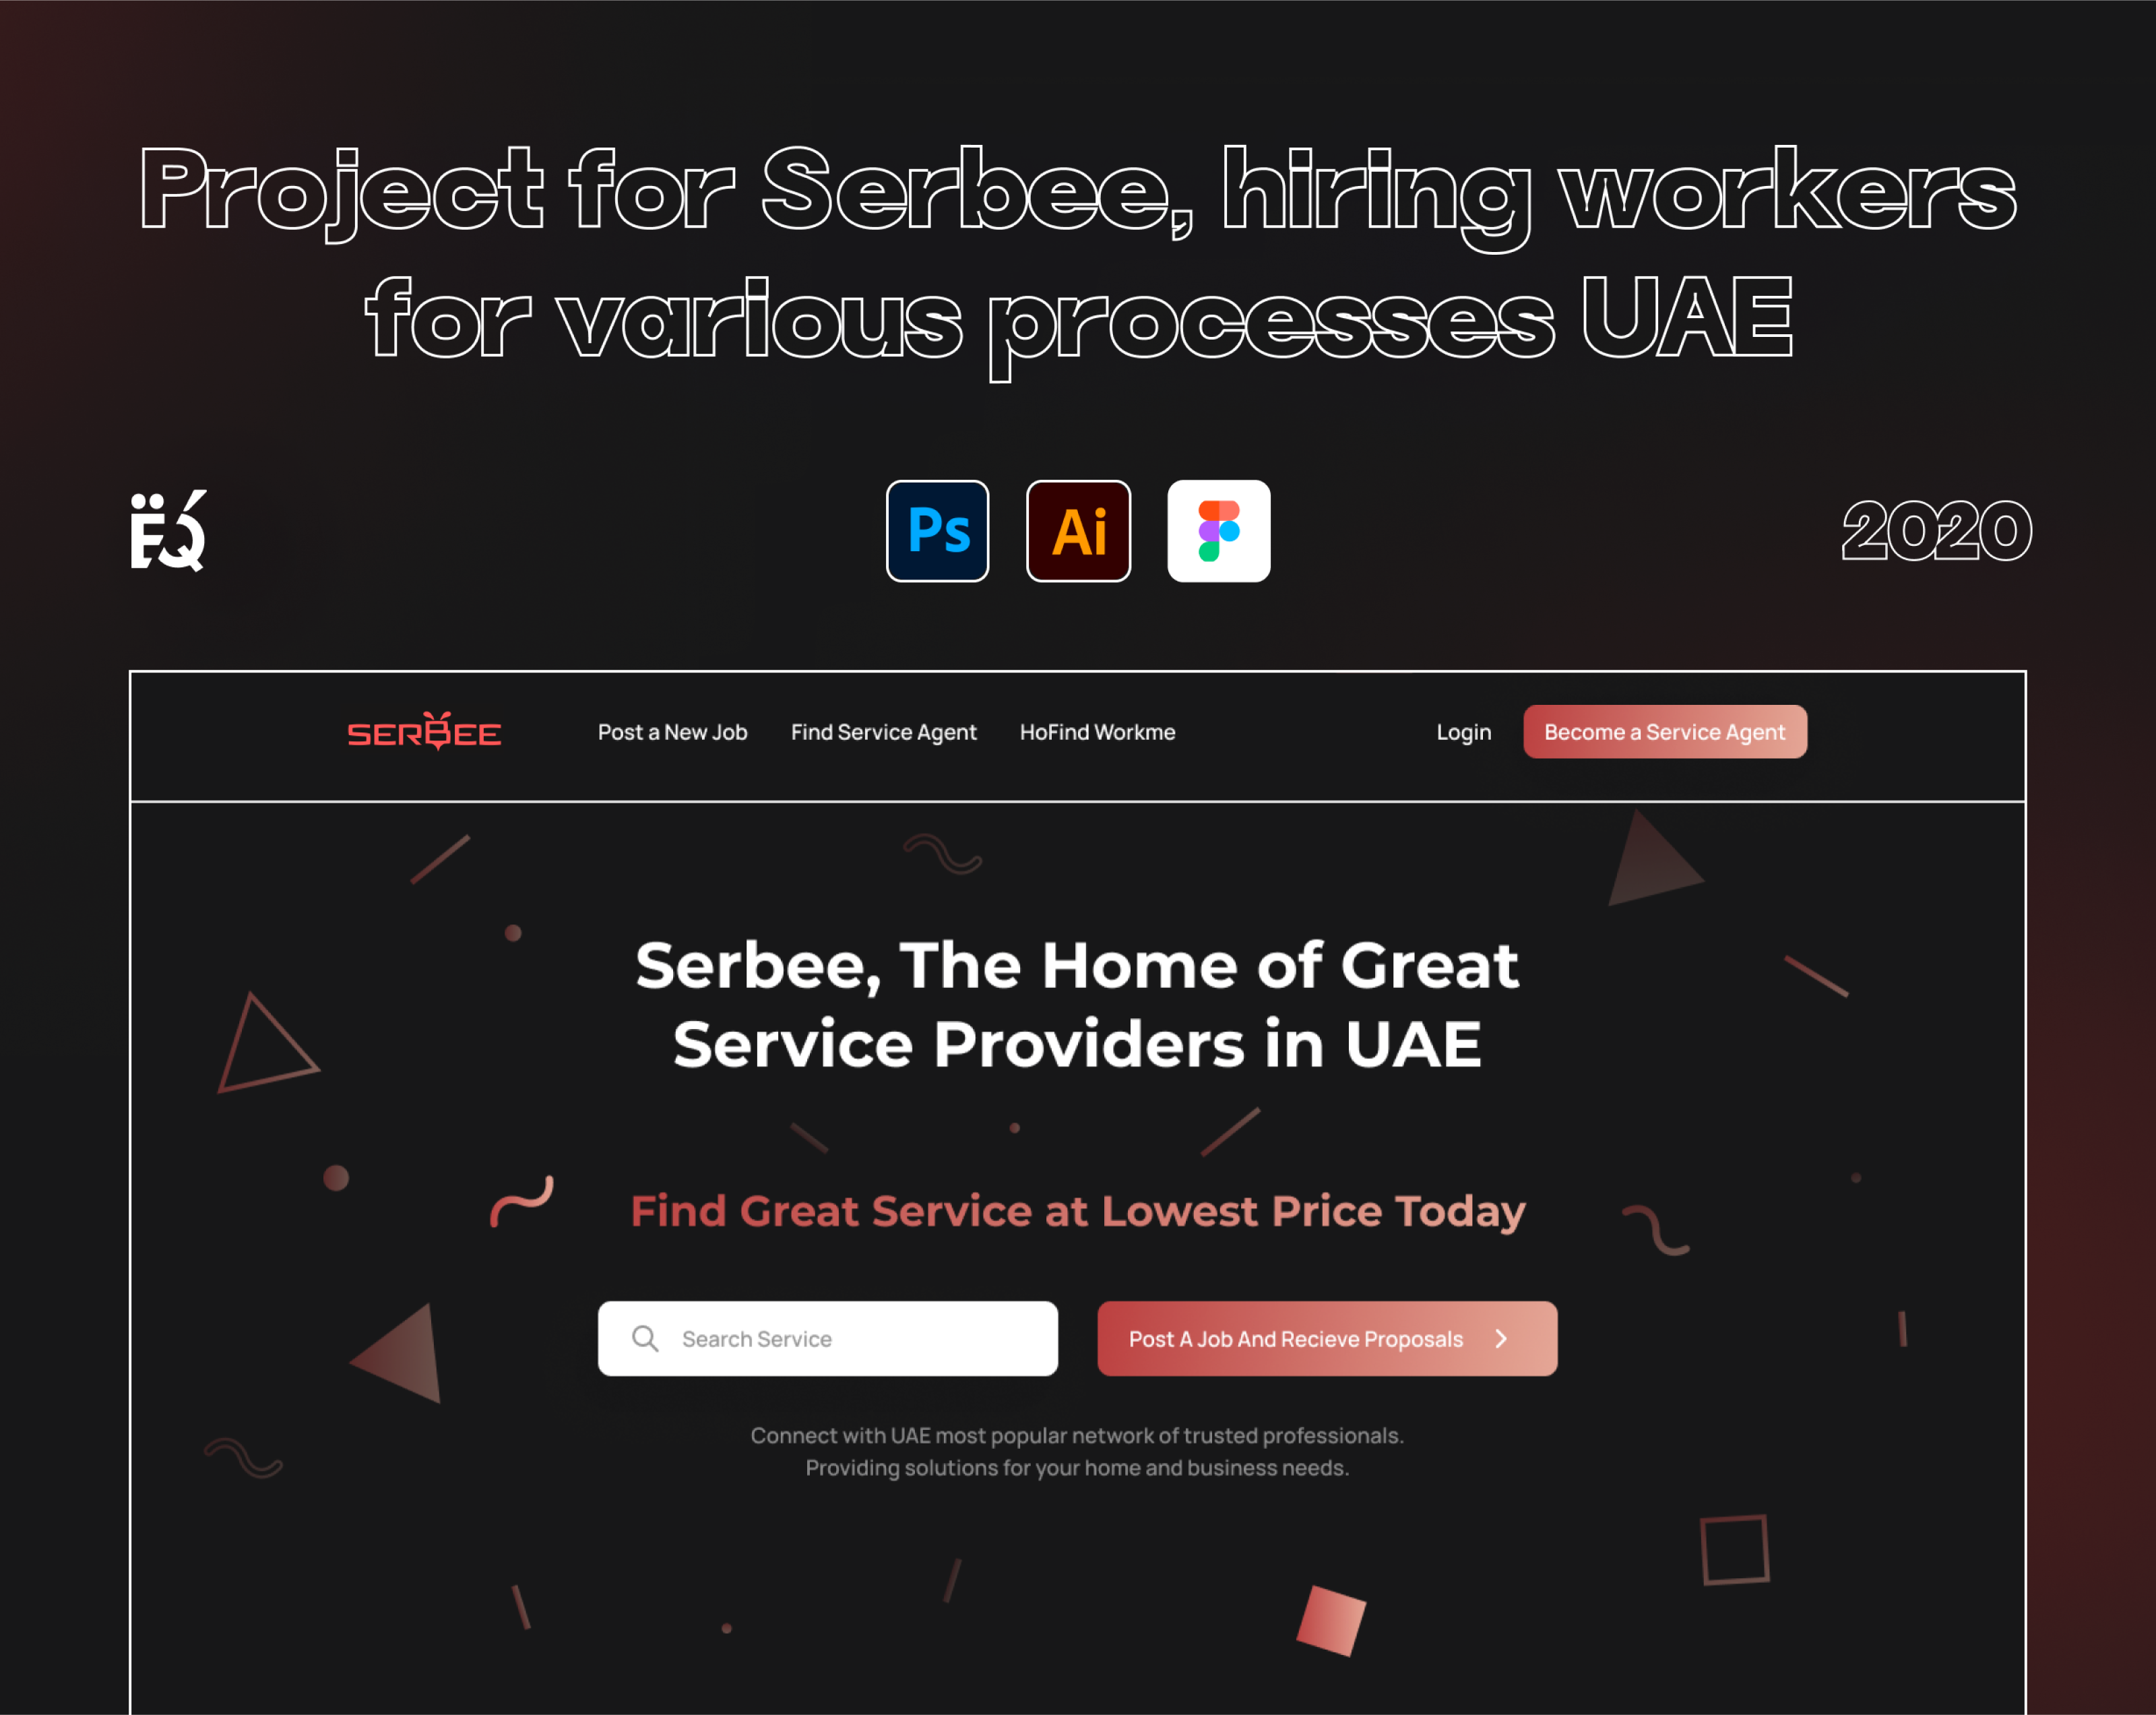 Project for Serbee, hiring workers
for various processes UAE
ËQ́
Ps
Ai
2020
SERBEE
Post a New Job
Find Service Agent
HoFind Workme
Login
Become a Service Agent
Serbee, The Home of Great
Service Providers in UAE
Find Great Service at Lowest Price Today
Search Service
Post A Job And Recieve Proposals
Connect with UAE most popular network of trusted professionals.
Providing solutions for your home and business needs.